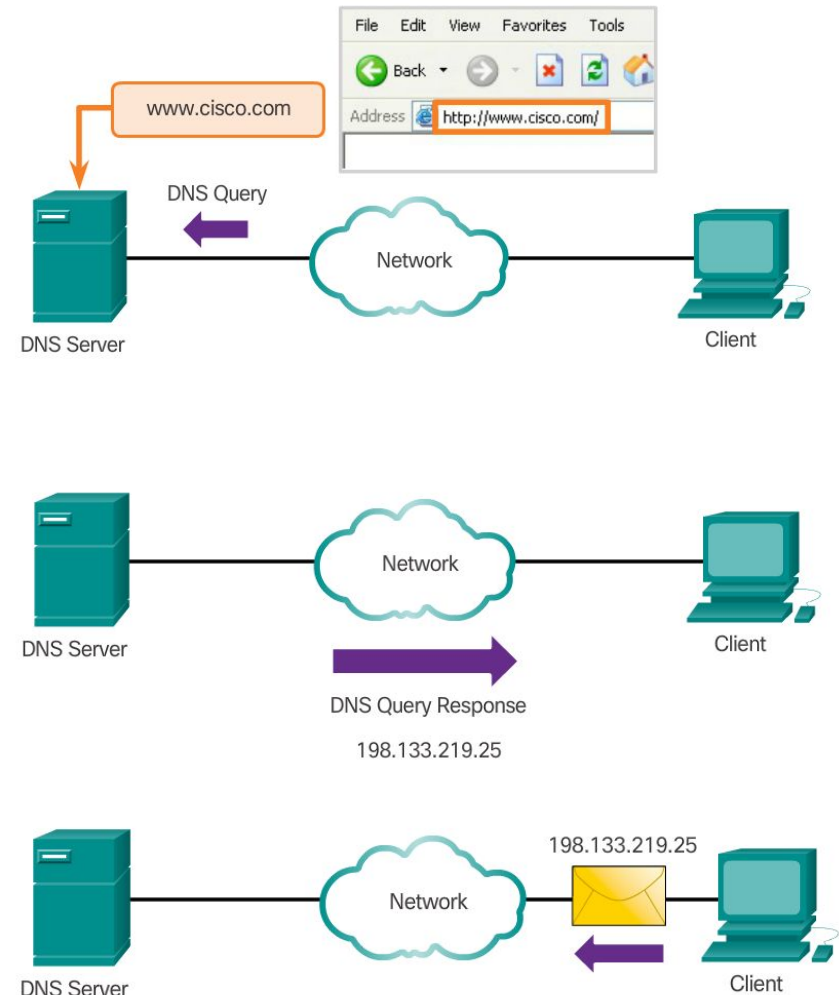 File Edit View Favorites Tools
Back
Address http://www.cisco.com/
www.cisco.com
DNS Query
Network
DNS Server
Client
Network
DNS Server
Client
DNS Query Response
198.133.219.25
198.133.219.25
Network
DNS Server
Client